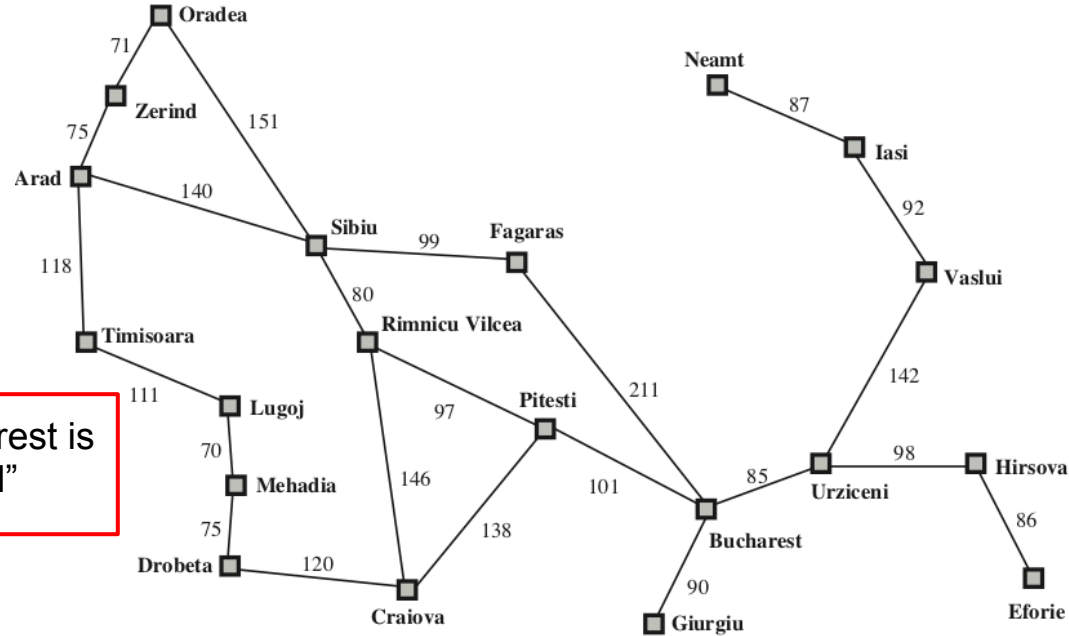 Oradea
71
Neamt
87
Zerind
151
75
Iasi
Arad
140
92
Sibiu
Fagaras
99
118
Vaslui
80
Timisoara
Rimnicu Vilcea
142
111
211
Lugoj
97
Pitesti
rest is
70
98
Hirsova
85
146
101
Urziceni
Mehadia
86
75
138
Bucharest
Drobeta
120
90
Craiova
Giurgiu
Eforie